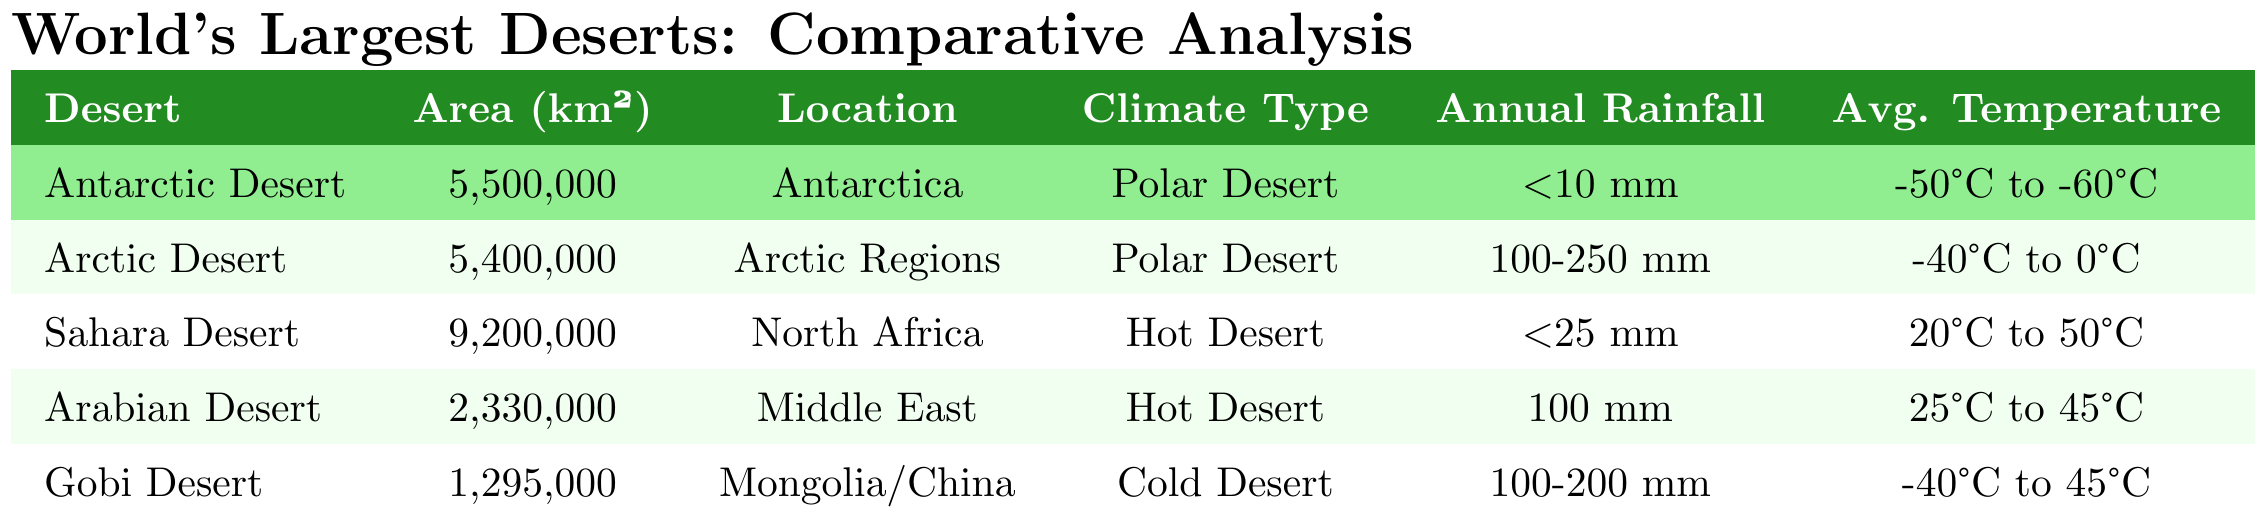 World's Largest Deserts: Comparative Analysis
Desert Area (km²) Location Climate Type Annual Rainfall Avg. Temperature
Antarctic Desert 5,500,000 Antarctica Polar Desert <10 mm -50°C to -60°C
Arctic Desert 5,400,000 Arctic Regions Polar Desert 100-250 mm -40°C to 0°C
Sahara Desert 9,200,000 North Africa Hot Desert <25 mm 20°C to 50°C
Arabian Desert 2,330,000 Middle East Hot Desert 100 mm 25°C to 45°C
Gobi Desert 1,295,000 Mongolia/China Cold Desert 100-200 mm -40°C to 45°C